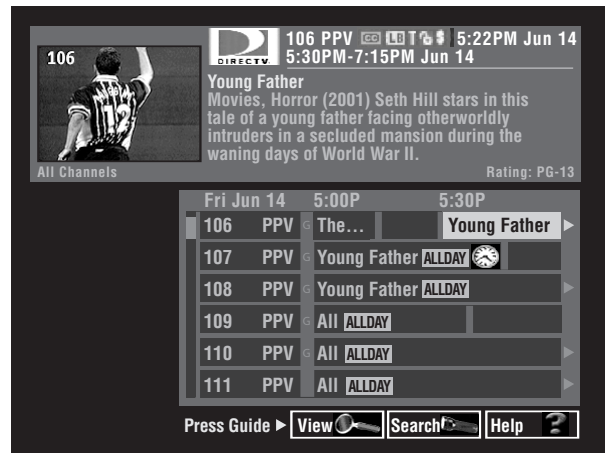 106
DIRECTV.
106 PPV CC LB T $ 5:22PM Jun 14
5:30PM-7:15PM Jun 14
Young Father
Movies, Horror (2001) Seth Hill stars in this
tale of a young father facing otherworldly
intruders in a secluded mansion during the
waning days of World War II.
All Channels
Rating: PG-13
Fri Jun 14 5:00P 5:30P
106 PPV G The... Young Father
107 PPV G Young Father ALLDAY
108 PPV G Young Father ALLDAY
109 PPV G All ALLDAY
110 PPV G All ALLDAY
111 PPV All ALLDAY
Press Guide ▶ View Search Help ?